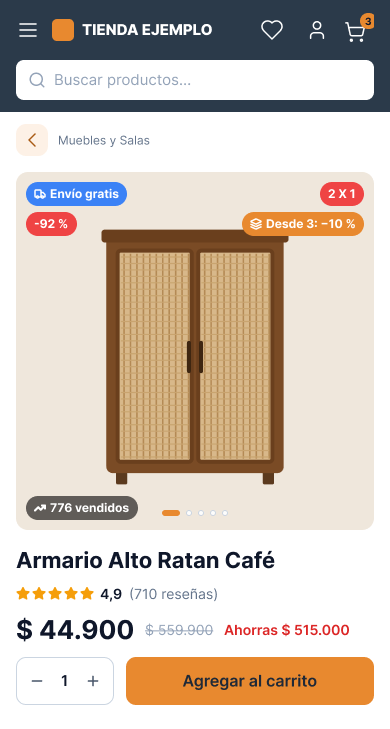 TIENDA EJEMPLO
3
Buscar productos...
Muebles y Salas
Envío gratis
2 X 1
-92 %
Desde 3: −10 %
776 vendidos
Armario Alto Ratan Café
4,9 (710 reseñas)
$ 44.900 $ 559.900 Ahorras $ 515.000
1
Agregar al carrito